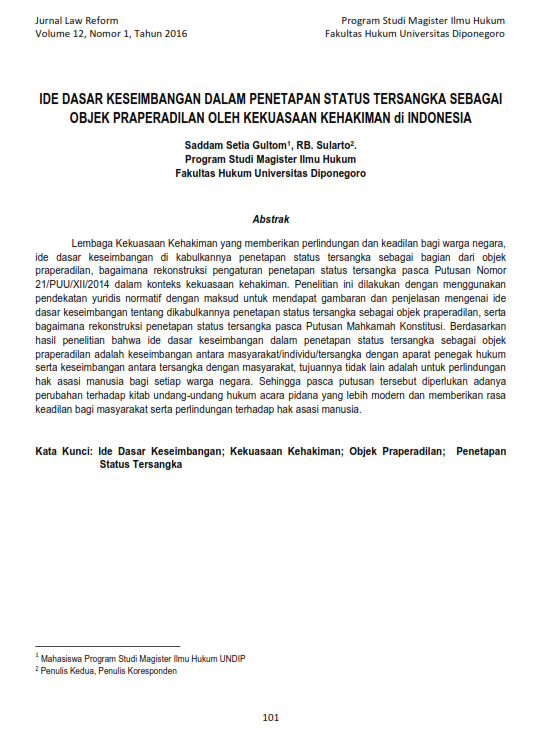 Jurnal Law Reform Program Studi Magister Ilmu Hukum
Volume 12, Nomor 1, Tahun 2016 Fakultas Hukum Universitas Diponegoro
IDE DASAR KESEIMBANGAN DALAM PENETAPAN STATUS TERSANGKA SEBAGAI
OBJEK PRAPERADILAN OLEH KEKUASAAN KEHAKIMAN di INDONESIA
Saddam Setia Gultom¹, RB. Sularto².
Program Studi Magister Ilmu Hukum
Fakultas Hukum Universitas Diponegoro
Abstrak
Lembaga Kekuasaan Kehakiman yang memberikan perlindungan dan keadilan bagi warga negara,
ide dasar keseimbangan di kabulkannya penetapan status tersangka sebagai bagian dari objek
praperadilan, bagaimana rekonstruksi pengaturan penetapan status tersangka pasca Putusan Nomor
21/PUU/XII/2014 dalam konteks kekuasaan kehakiman. Penelitian ini dilakukan dengan menggunakan
pendekatan yuridis normatif dengan maksud untuk mendapat gambaran dan penjelasan mengenai ide
dasar keseimbangan tentang dikabulkannya penetapan status tersangka sebagai objek praperadilan, serta
bagaimana rekonstruksi penetapan status tersangka pasca Putusan Mahkamah Konstitusi. Berdasarkan
hasil penelitian bahwa ide dasar keseimbangan dalam penetapan status tersangka sebagai objek
praperadilan adalah keseimbangan antara masyarakat/individu/tersangka dengan aparat penegak hukum
serta keseimbangan antara tersangka dengan masyarakat, tujuannya tidak lain adalah untuk perlindungan
hak asasi manusia bagi setiap warga negara. Sehingga pasca putusan tersebut diperlukan adanya
perubahan terhadap kitab undang-undang hukum acara pidana yang lebih modern dan memberikan rasa
keadilan bagi masyarakat serta perlindungan terhadap hak asasi manusia.
Kata Kunci: Ide Dasar Keseimbangan; Kekuasaan Kehakiman; Objek Praperadilan; Penetapan
Status Tersangka
¹ Mahasiswa Program Studi Magister Ilmu Hukum UNDIP
² Penulis Kedua, Penulis Koresponden
101